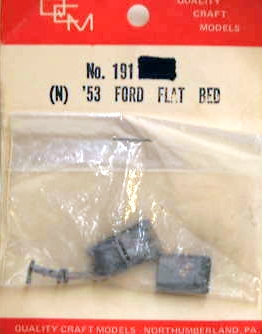 QCM
QUALITY
CRAFT
MODELS
No. 191
(N) '53 FORD FLAT BED
QUALITY CRAFT MODELS - NORTHUMBERLAND, PA.